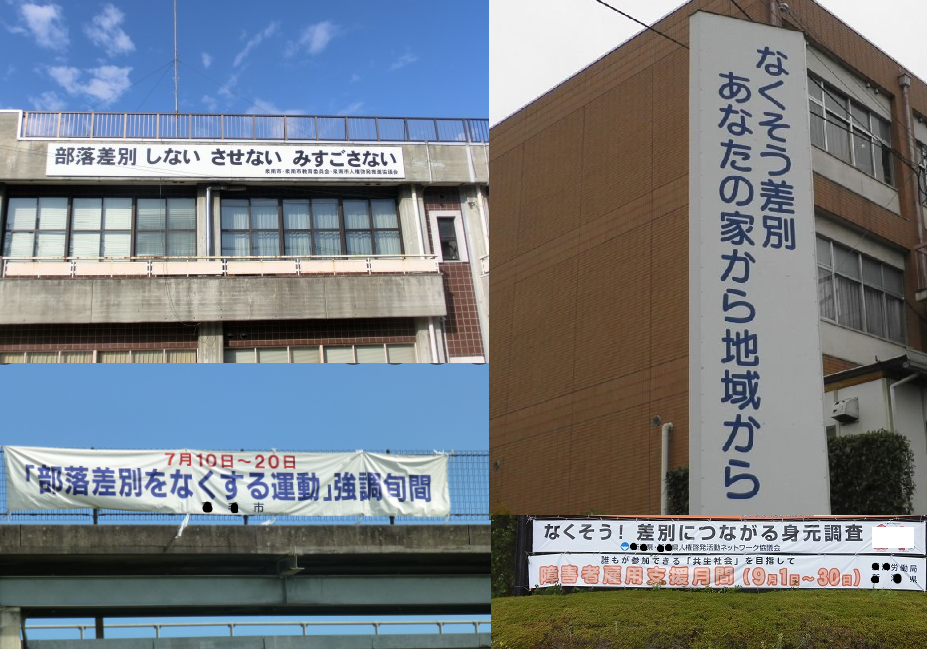 部落差別 しない させない みすごさない
泉南市・泉南市教育委員会・泉南市人権啓発推進協議会
なくそう差別
あなたの家から地域から
7月10日～20日
「部落差別をなくする運動」強調旬間
市
なくそう！ 差別につながる身元調査
県人権啓発活動ネットワーク協議会
誰もが参加できる「共生社会」を目指して
障害者雇用支援月間（9月1日～30日）
労働局
県